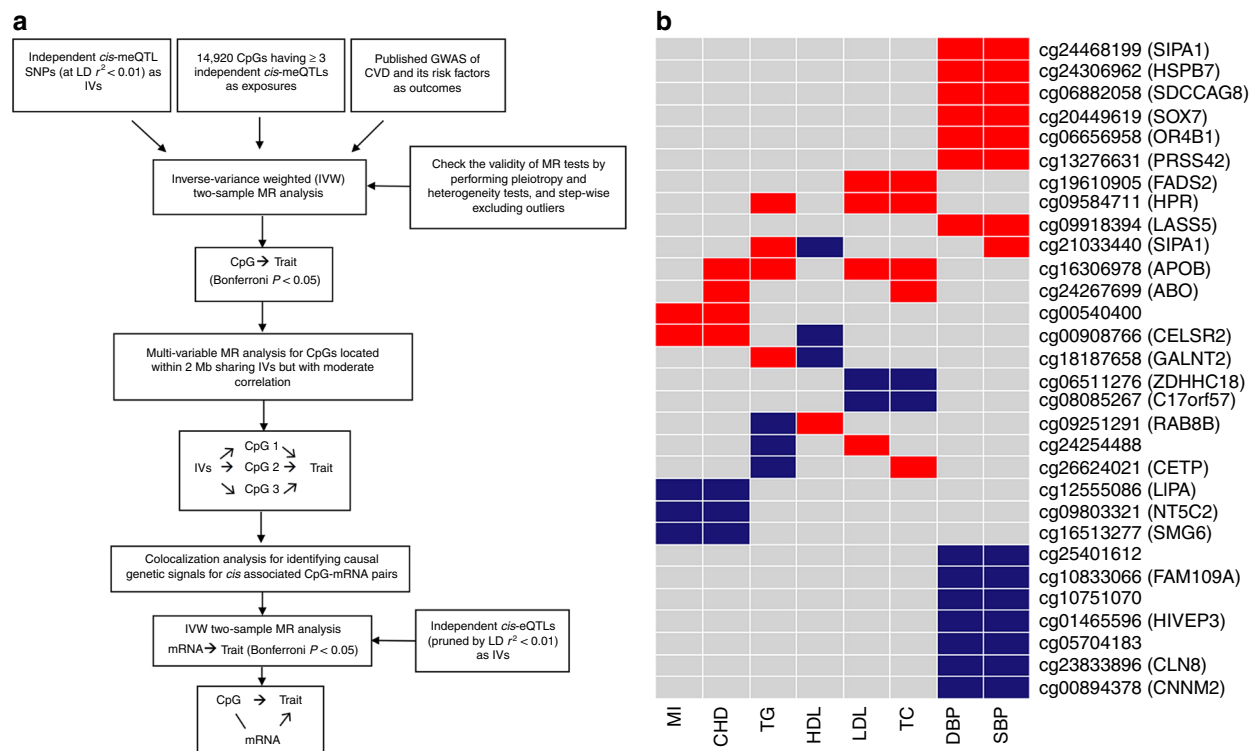 a
Independent cis-meQTL
SNPs (at LD r² < 0.01) as
IVs
14,920 CpGs having ≥ 3
independent cis-meQTLs
as exposures
Published GWAS of
CVD and its risk factors
as outcomes
Inverse-variance weighted (IVW)
two-sample MR analysis
Check the validity of MR tests by
performing pleiotropy and
heterogeneity tests, and step-wise
excluding outliers
CpG → Trait
(Bonferroni P < 0.05)
Multi-variable MR analysis for CpGs located
within 2 Mb sharing IVs but with moderate
correlation
CpG 1
IVs → CpG 2 → Trait
CpG 3
Colocalization analysis for identifying causal
genetic signals for cis associated CpG-mRNA pairs
IVW two-sample MR analysis
mRNA → Trait (Bonferroni P < 0.05)
Independent cis-eQTLs
(pruned by LD r² < 0.01)
as IVs
CpG → Trait
mRNA
b
cg24468199 (SIPA1)
cg24306962 (HSPB7)
cg06882058 (SDCCAG8)
cg20449619 (SOX7)
cg06656958 (OR4B1)
cg13276631 (PRSS42)
cg19610905 (FADS2)
cg09584711 (HPR)
cg09918394 (LASS5)
cg21033440 (SIPA1)
cg16306978 (APOB)
cg24267699 (ABO)
cg00540400
cg00908766 (CELSR2)
cg18187658 (GALNT2)
cg06511276 (ZDHHC18)
cg08085267 (C17orf57)
cg09251291 (RAB8B)
cg24254488
cg26624021 (CETP)
cg12555086 (LIPA)
cg09803321 (NT5C2)
cg16513277 (SMG6)
cg25401612
cg10833066 (FAM109A)
cg10751070
cg01465596 (HIVEP3)
cg05704183
cg23833896 (CLN8)
cg00894378 (CNNM2)
MI
CHD
TG
HDL
LDL
TC
DBP
SBP